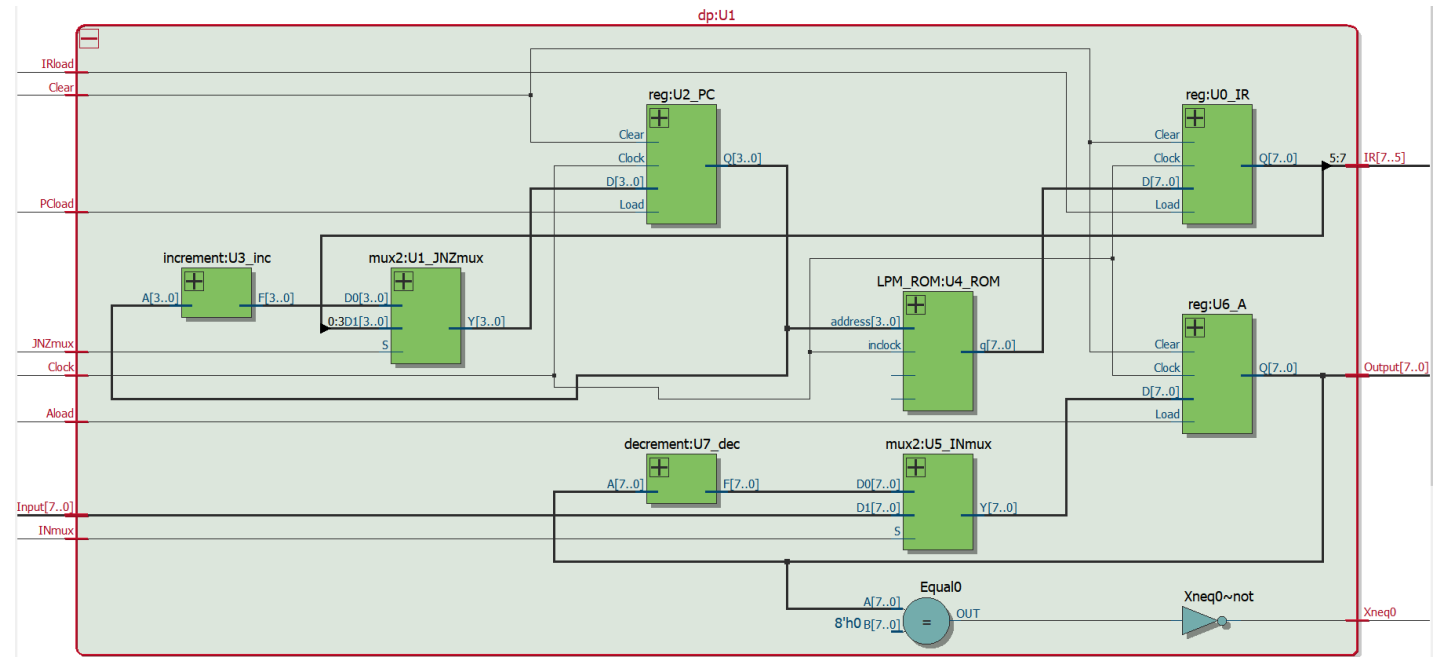 dp:U1
IRload
Clear
reg:U2_PC
reg:U0_IR
Clear
Clear
Clock
Q[3..0]
Clock
Q[7..0]
5:7
IR[7..5]
D[3..0]
D[7..0]
PCload
Load
Load
increment:U3_inc
mux2:U1_JNZmux
LPM_ROM:U4_ROM
A[3..0]
F[3..0]
D0[3..0]
reg:U6_A
0:3
D1[3..0]
Y[3..0]
address[3..0]
JNZmux
S
inclock
q[7..0]
Clear
Clock
Clock
Q[7..0]
Output[7..0]
D[7..0]
Aload
Load
decrement:U7_dec
mux2:U5_INmux
A[7..0]
F[7..0]
D0[7..0]
Input[7..0]
D1[7..0]
Y[7..0]
INmux
S
Equal0
Xneq0~not
A[7..0]
=
OUT
Xneq0
8'h0
B[7..0]